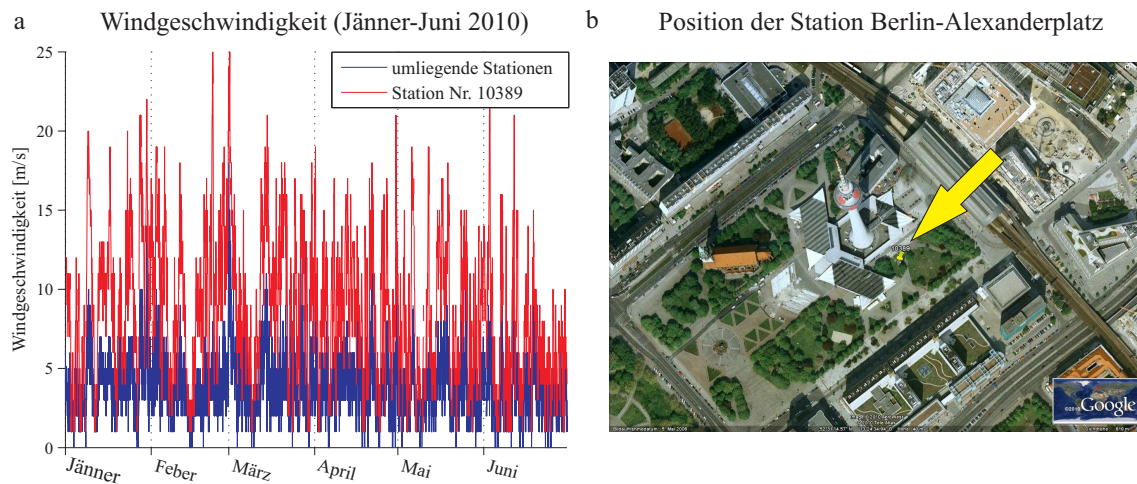 a
Windgeschwindigkeit (Jänner-Juni 2010)
Windgeschwindigkeit [m/s]
25
20
15
10
5
0
umliegende Stationen
Station Nr. 10389
Jänner
Feber
März
April
Mai
Juni
b
Position der Station Berlin-Alexanderplatz
10389
Google